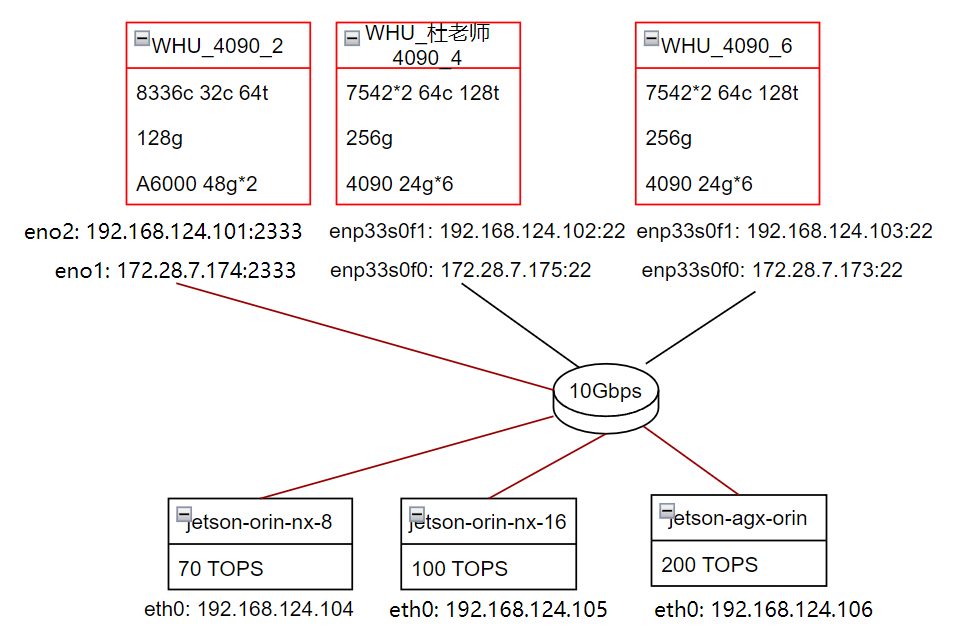 WHU_4090_2
8336c 32c 64t
128g
A6000 48g*2
eno2: 192.168.124.101:2333
eno1: 172.28.7.174:2333
WHU_杜老师
4090_4
7542*2 64c 128t
256g
4090 24g*6
enp33s0f1: 192.168.124.102:22
enp33s0f0: 172.28.7.175:22
WHU_4090_6
7542*2 64c 128t
256g
4090 24g*6
enp33s0f1: 192.168.124.103:22
enp33s0f0: 172.28.7.173:22
10Gbps
jetson-orin-nx-8
70 TOPS
eth0: 192.168.124.104
jetson-orin-nx-16
100 TOPS
eth0: 192.168.124.105
jetson-agx-orin
200 TOPS
eth0: 192.168.124.106